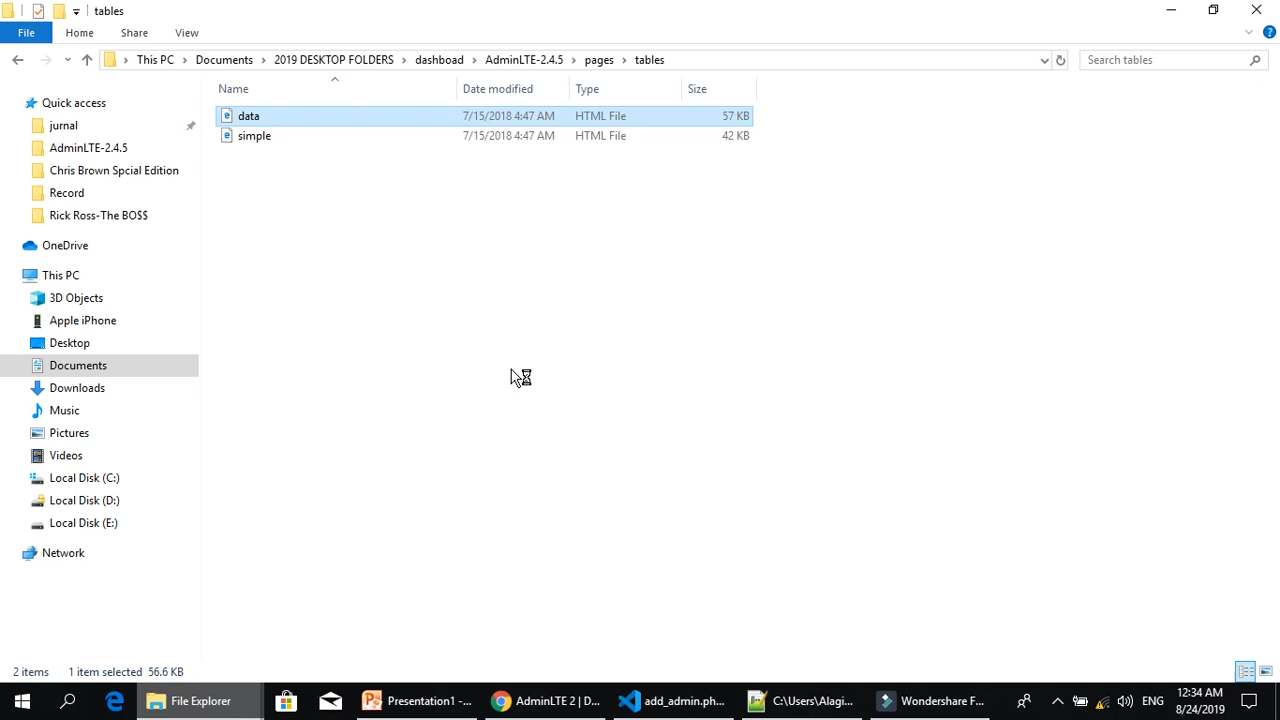 tables
File Home Share View
This PC Documents 2019 DESKTOP FOLDERS dashboad AdminLTE-2.4.5 pages tables Search tables
Name Date modified Type Size
Quick access
data 7/15/2018 4:47 AM HTML File 57 KB
jurnal
simple 7/15/2018 4:47 AM HTML File 42 KB
AdminLTE-2.4.5
Chris Brown Spcial Edition
Record
Rick Ross-The BO$$
OneDrive
This PC
3D Objects
Apple iPhone
Desktop
Documents
Downloads
Music
Pictures
Videos
Local Disk (C:)
Local Disk (D:)
Local Disk (E:)
Network
2 items 1 item selected 56.6 KB
File Explorer Presentation1 -... AdminLTE 2 | D... add_admin.ph... C:\Users\Alagi... Wondershare F... ENG 12:34 AM
8/24/2019